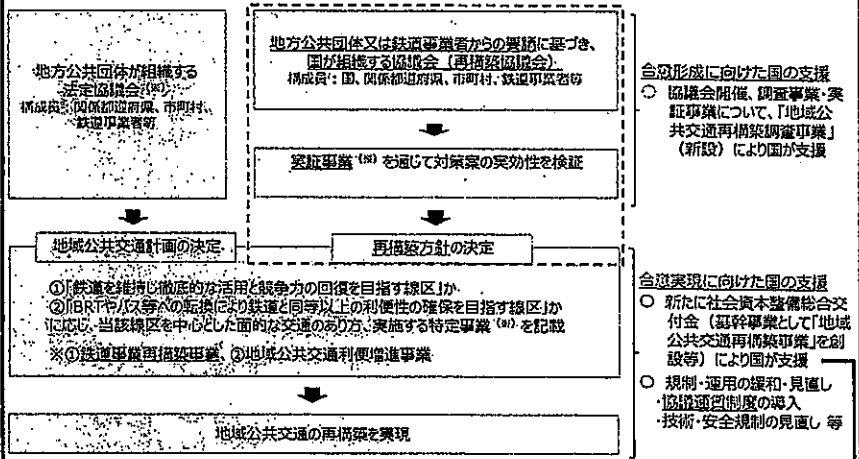 地方公共団体が組織する
法定協議会(※)
構成員:関係都道府県、市町村、
鉄道事業者等
地方公共団体又は鉄道事業者からの要請に基づき、
国が組織する協議会(再構築協議会)
構成員:国、関係都道府県、市町村、鉄道事業者等
実証事業(※)を通じて対策案の実効性を検証
合意形成に向けた国の支援
○ 協議会開催、調査事業・実
証事業について、「地域公
共交通再構築調査事業」
(新設)により国が支援
地域公共交通計画の決定
再構築方針の決定
①「鉄道を維持し徹底的な活用と競争力の回復を目指す線区」か
②「BRTやバス等への転換により鉄道と同等以上の利便性の確保を目指す線区」か
に応じ、当該線区を中心とした面的な交通のあり方、実施する特定事業(※)を記載
※①鉄道事業再構築事業、②地域公共交通利便増進事業
合意実現に向けた国の支援
○ 新たに社会資本整備総合交
付金(基幹事業として「地域
公共交通再構築事業」を創
設等)により国が支援
○ 規制・運用の緩和・見直し
・協議運賃制度の導入
・技術・安全規制の見直し 等
地域公共交通の再構築を実現